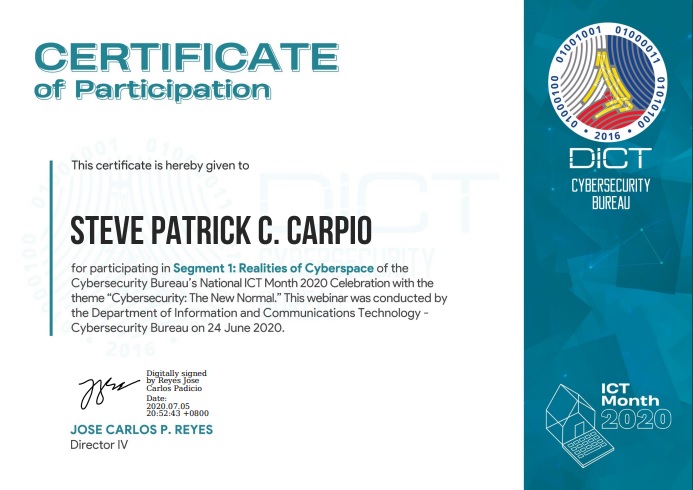 CERTIFICATE
of Participation
This certificate is hereby given to
STEVE PATRICK C. CARPIO
for participating in Segment 1: Realities of Cyberspace of the
Cybersecurity Bureau's National ICT Month 2020 Celebration with the
theme “Cybersecurity: The New Normal.” This webinar was conducted by
the Department of Information and Communications Technology -
Cybersecurity Bureau on 24 June 2020.
Digitally signed
by Reyes Jose
Carlos Padicio
Date:
2020.07.05
20:52:43 +0800
JOSE CARLOS P. REYES
Director IV
01000100 01001001 01000011 01010100
• 2016 •
DICT
CYBERSECURITY
BUREAU
ICT
Month
2020